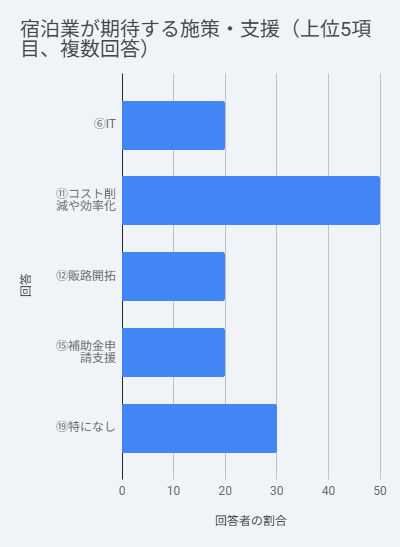 宿泊業が期待する施策・支援（上位5項
目、複数回答）
⑥IT
⑪コスト削
減や効率化
⑫販路開拓
⑮補助金申
請支援
⑲特になし
回答
0 10 20 30 40 50
回答者の割合